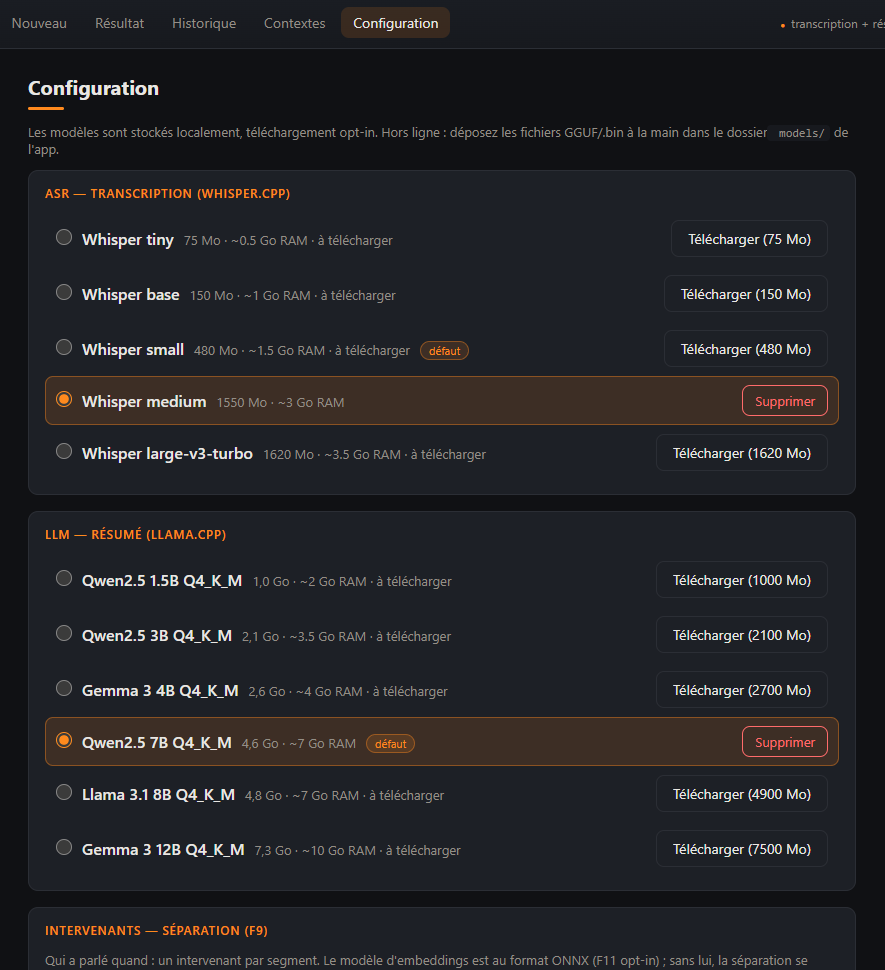 Nouveau Résultat Historique Contextes Configuration • transcription + rés
Configuration
Les modèles sont stockés localement, téléchargement opt-in. Hors ligne : déposez les fichiers GGUF/.bin à la main dans le dossier models/ de
l'app.
ASR — TRANSCRIPTION (WHISPER.CPP)
Whisper tiny 75 Mo · ~0.5 Go RAM · à télécharger Télécharger (75 Mo)
Whisper base 150 Mo · ~1 Go RAM · à télécharger Télécharger (150 Mo)
Whisper small 480 Mo · ~1.5 Go RAM · à télécharger défaut Télécharger (480 Mo)
Whisper medium 1550 Mo · ~3 Go RAM Supprimer
Whisper large-v3-turbo 1620 Mo · ~3.5 Go RAM · à télécharger Télécharger (1620 Mo)
LLM — RÉSUMÉ (LLAMA.CPP)
Qwen2.5 1.5B Q4_K_M 1,0 Go · ~2 Go RAM · à télécharger Télécharger (1000 Mo)
Qwen2.5 3B Q4_K_M 2,1 Go · ~3.5 Go RAM · à télécharger Télécharger (2100 Mo)
Gemma 3 4B Q4_K_M 2,6 Go · ~4 Go RAM · à télécharger Télécharger (2700 Mo)
Qwen2.5 7B Q4_K_M 4,6 Go · ~7 Go RAM défaut Supprimer
Llama 3.1 8B Q4_K_M 4,8 Go · ~7 Go RAM · à télécharger Télécharger (4900 Mo)
Gemma 3 12B Q4_K_M 7,3 Go · ~10 Go RAM · à télécharger Télécharger (7500 Mo)
INTERVENANTS — SÉPARATION (F9)
Qui a parlé quand : un intervenant par segment. Le modèle d'embeddings est au format ONNX (F11 opt-in) ; sans lui, la séparation se